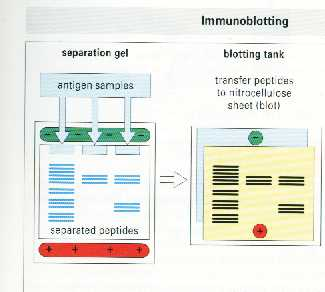 Immunoblotting
separation gel
antigen samples
separated peptides
blotting tank
transfer peptides
to nitrocellulose
sheet (blot)